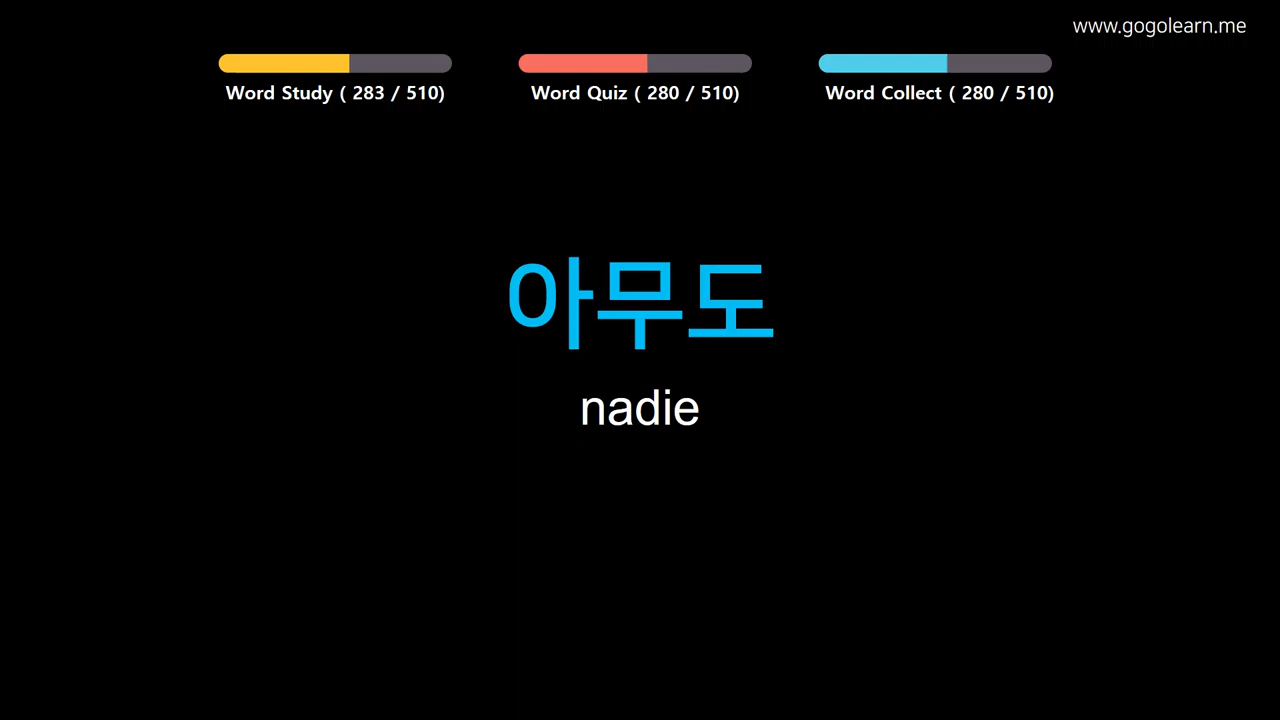 www.gogolearn.me
Word Study ( 283 / 510)
Word Quiz ( 280 / 510)
Word Collect ( 280 / 510)
아무도
nadie